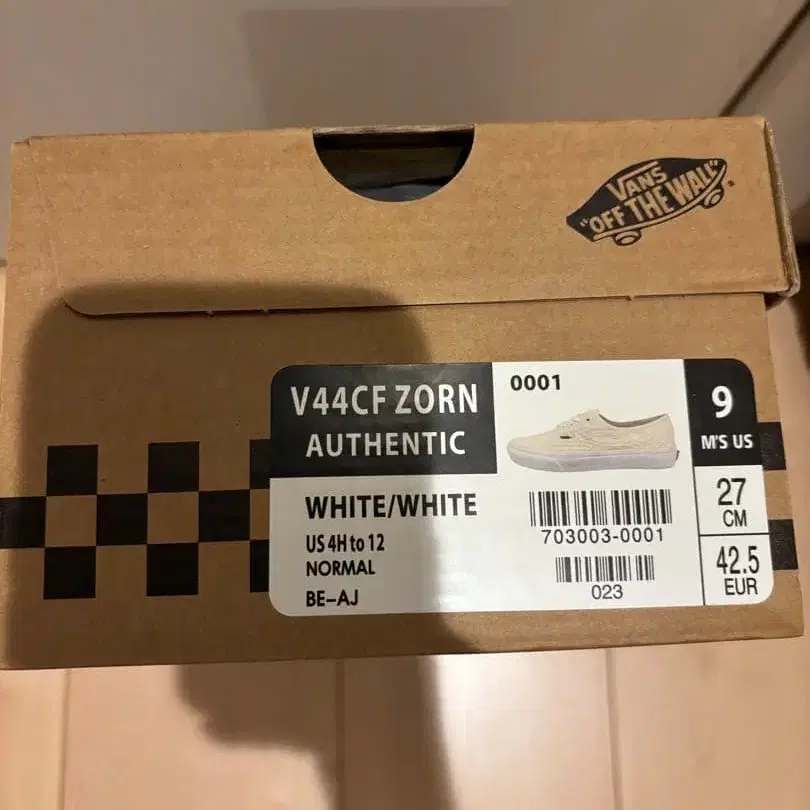 VANS
"OFF THE WALL"
V44CF ZORN
AUTHENTIC
0001
9
M'S US
WHITE/WHITE
US 4H to 12
NORMAL
BE-AJ
703003-0001
023
27
CM
42.5
EUR